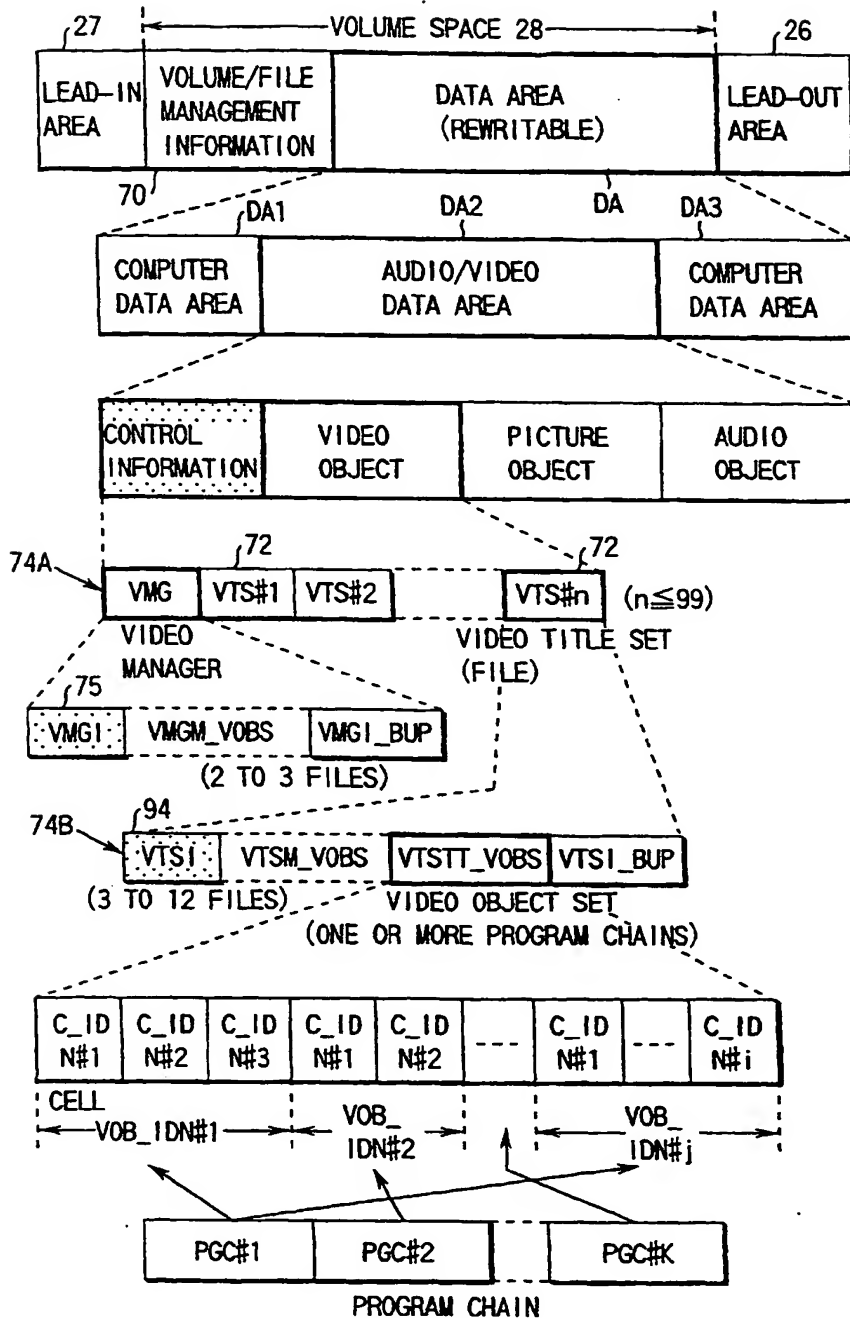 27
VOLUME SPACE 28
26
LEAD-IN
AREA
VOLUME/FILE
MANAGEMENT
INFORMATION
DATA AREA
(REWRITABLE)
LEAD-OUT
AREA
70
DA1
DA2
DA
DA3
COMPUTER
DATA AREA
AUDIO/VIDEO
DATA AREA
COMPUTER
DATA AREA
CONTROL
INFORMATION
VIDEO
OBJECT
PICTURE
OBJECT
AUDIO
OBJECT
72
72
74A
VMG
VTS#1
VTS#2
VTS#n
(n≦99)
VIDEO
MANAGER
VIDEO TITLE SET
(FILE)
75
VMGI
VMGM_VOBS
VMGI_BUP
(2 TO 3 FILES)
94
74B
VTSI
VTSM_VOBS
VTSTT_VOBS
VTSI_BUP
(3 TO 12 FILES)
VIDEO OBJECT SET
(ONE OR MORE PROGRAM CHAINS)
C_ID
N#1
C_ID
N#2
C_ID
N#3
C_ID
N#1
C_ID
N#2
C_ID
N#1
C_ID
N#i
CELL
VOB_IDN#1
VOB_
IDN#2
VOB_
IDN#j
PGC#1
PGC#2
PGC#K
PROGRAM CHAIN